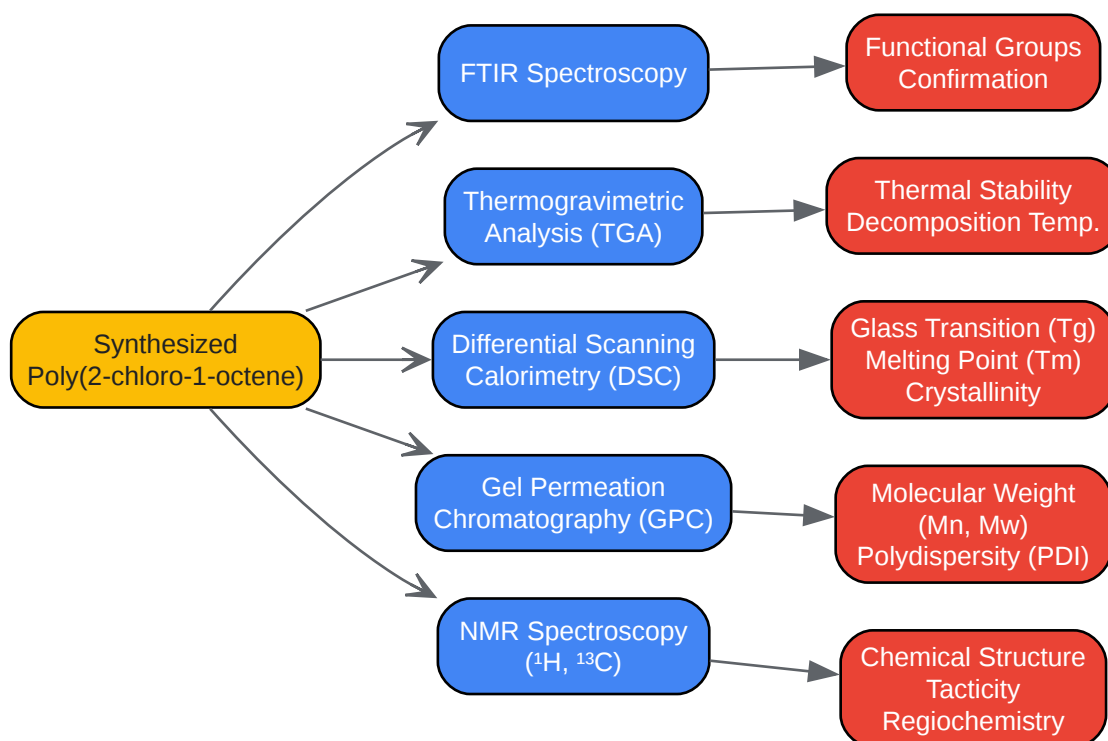 FTIR Spectroscopy
Functional Groups
Confirmation
Thermogravimetric
Analysis (TGA)
Thermal Stability
Decomposition Temp.
Synthesized
Poly(2-chloro-1-octene)
Differential Scanning
Calorimetry (DSC)
Glass Transition (Tg)
Melting Point (Tm)
Crystallinity
Gel Permeation
Chromatography (GPC)
Molecular Weight
(Mn, Mw)
Polydispersity (PDI)
NMR Spectroscopy
(¹H, ¹³C)
Chemical Structure
Tacticity
Regiochemistry